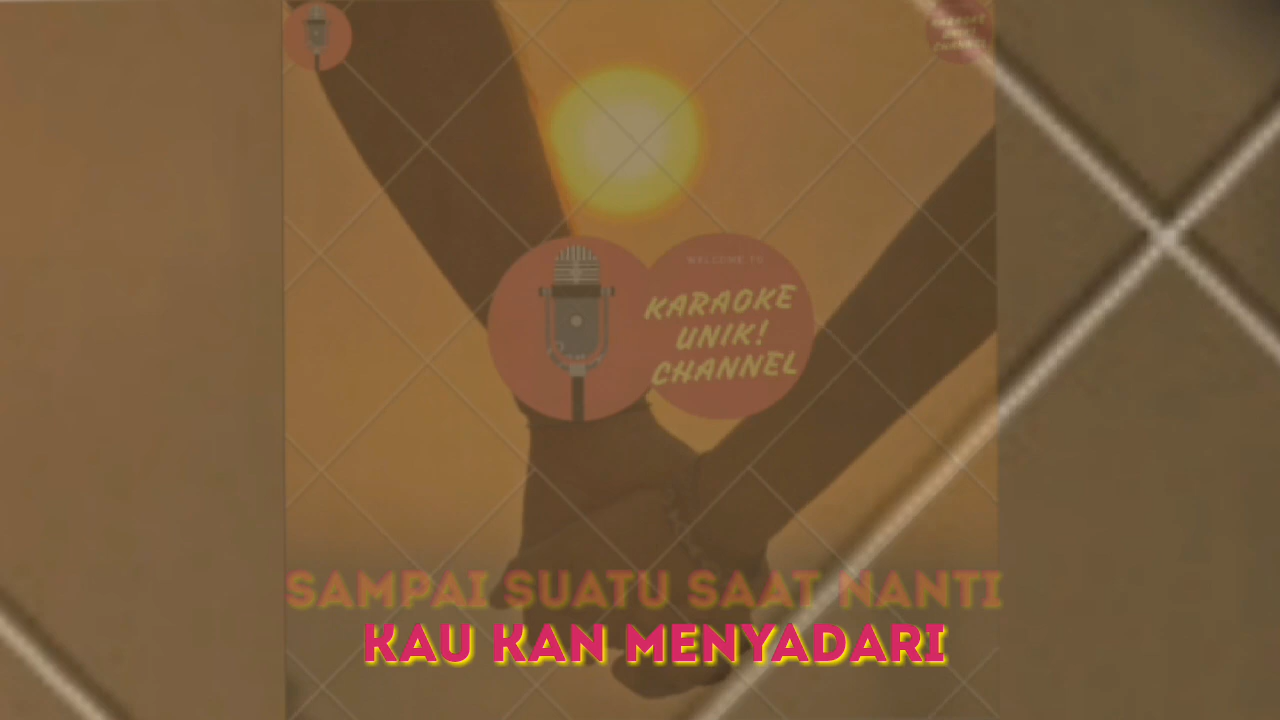 WELCOME TO
KARAOKE
UNIK!
CHANNEL
SAMPAI SUATU SAAT NANTI
KAU KAN MENYADARI